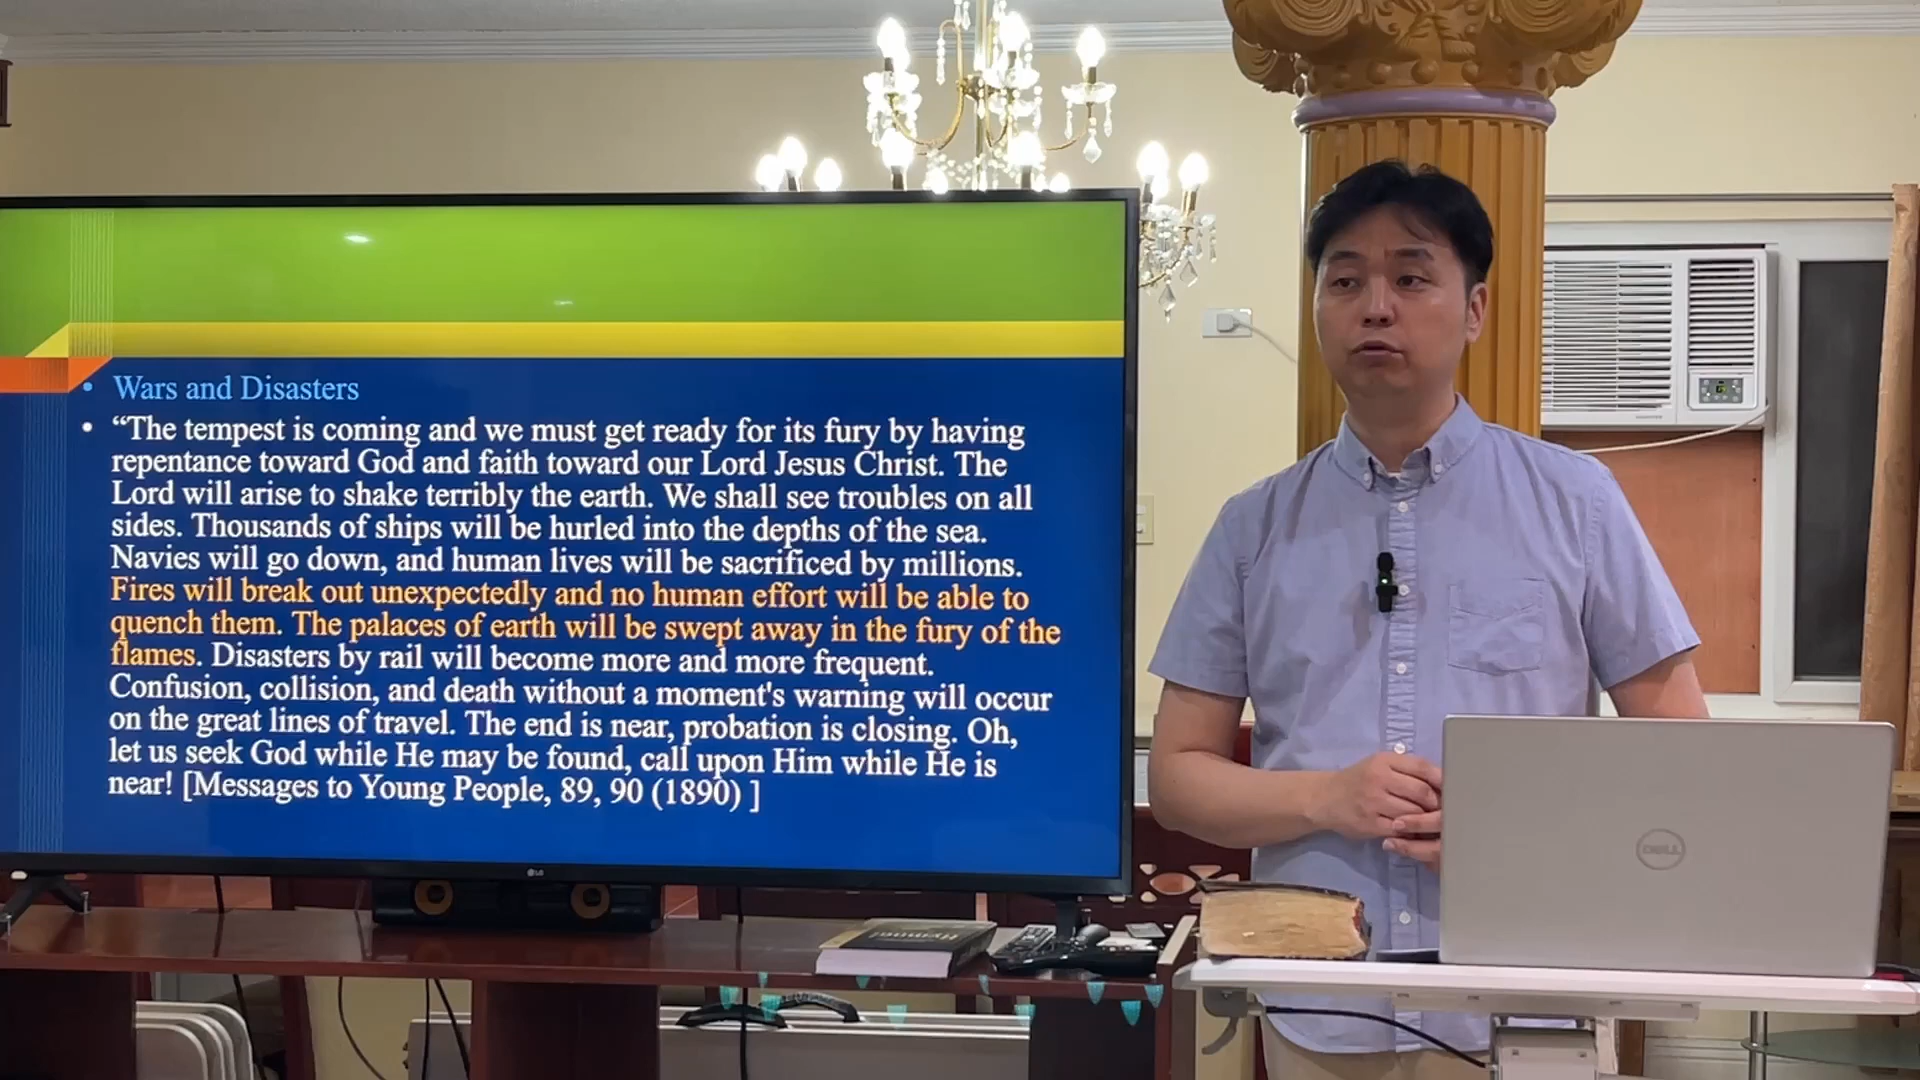 Wars and Disasters
“The tempest is coming and we must get ready for its fury by having
repentance toward God and faith toward our Lord Jesus Christ. The
Lord will arise to shake terribly the earth. We shall see troubles on all
sides. Thousands of ships will be hurled into the depths of the sea.
Navies will go down, and human lives will be sacrificed by millions.
Fires will break out unexpectedly and no human effort will be able to
quench them. The palaces of earth will be swept away in the fury of the
flames. Disasters by rail will become more and more frequent.
Confusion, collision, and death without a moment's warning will occur
on the great lines of travel. The end is near, probation is closing. Oh,
let us seek God while He may be found, call upon Him while He is
near! [Messages to Young People, 89, 90 (1890) ]
LG
DELL
Hymnal